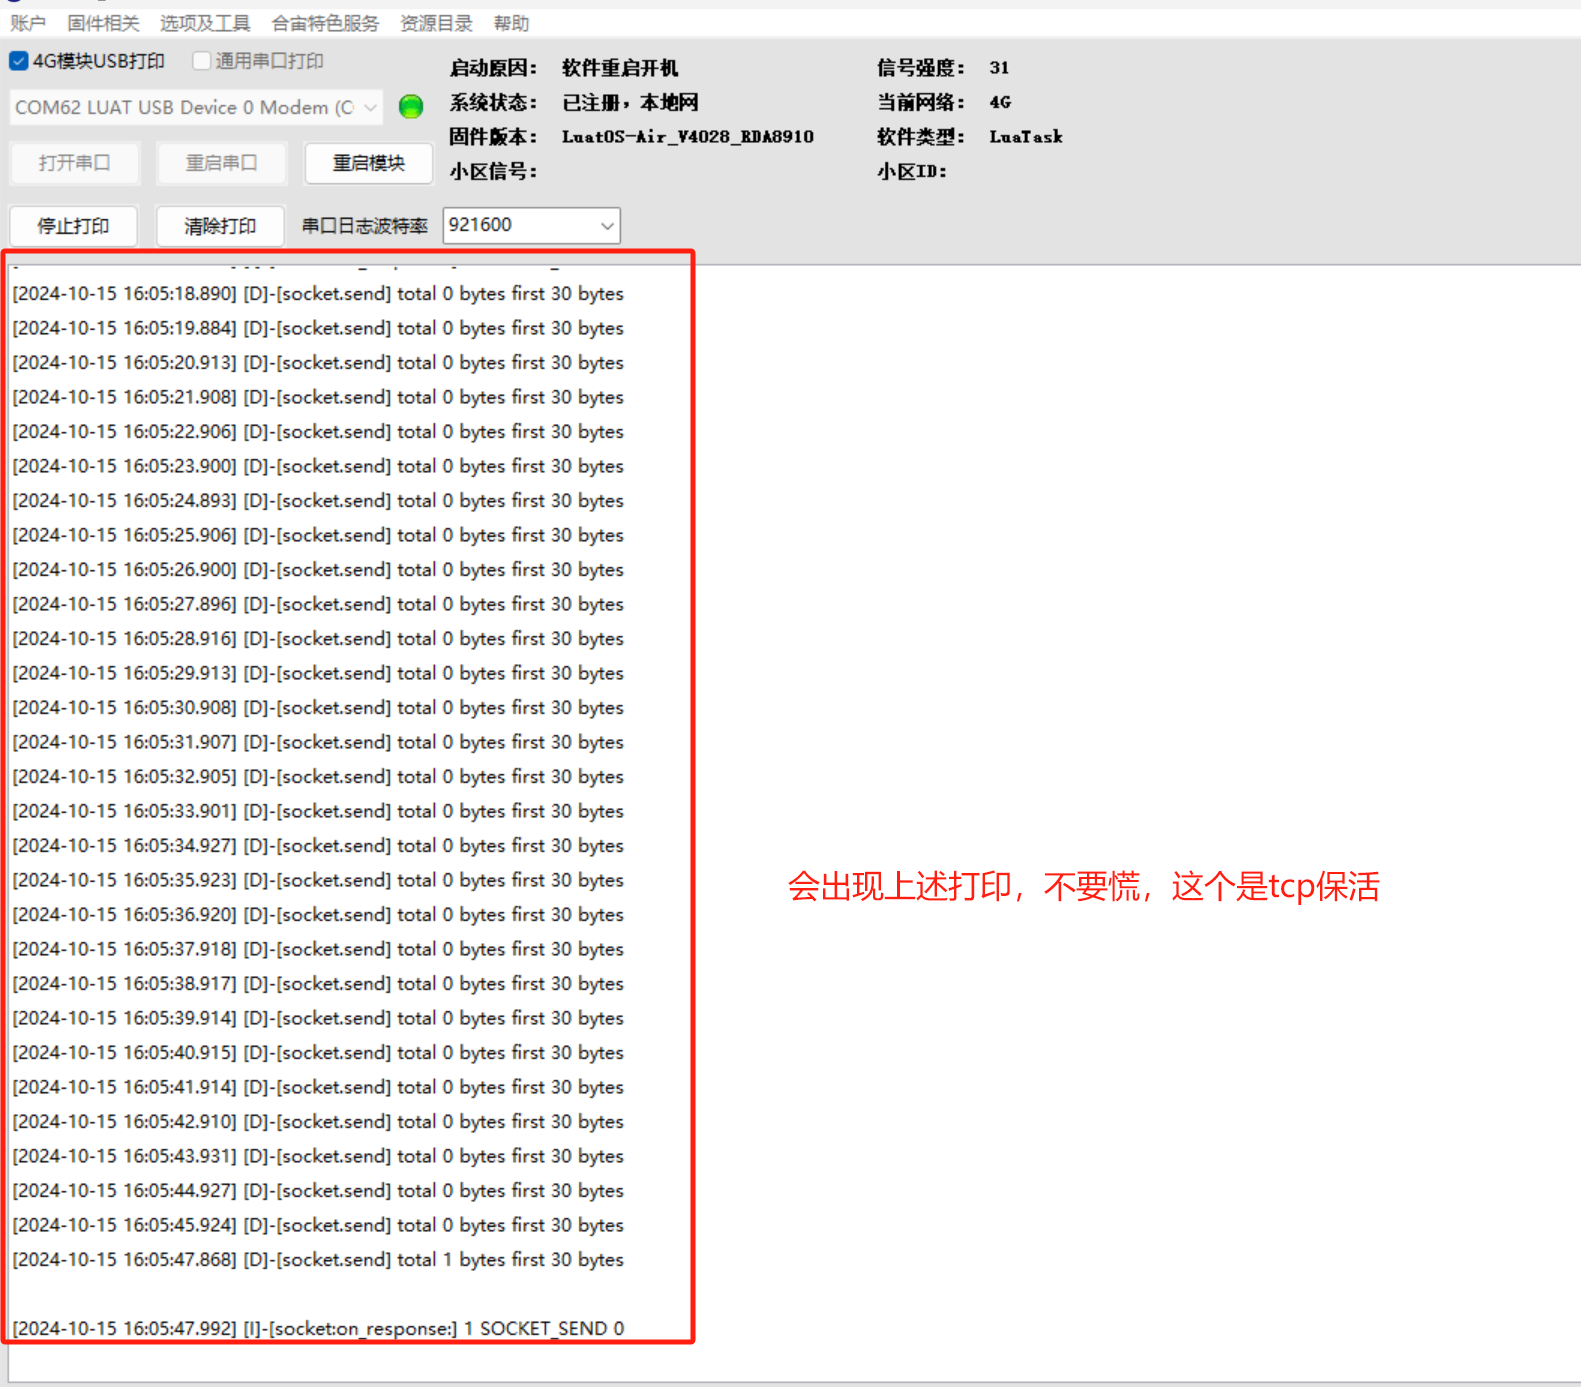 账户 固件相关 选项及工具 合宙特色服务 资源目录 帮助
4G模块USB打印 通用串口打印 启动原因： 软件重启开机 信号强度： 31
COM62 LUAT USB Device 0 Modem (C 系统状态： 已注册，本地网 当前网络： 4G
固件版本： LuatOS-Air_V4028_RDA8910 软件类型： LuaTask
打开串口 重启串口 重启模块 小区信号： 小区ID：
停止打印 清除打印 串口日志波特率 921600
[2024-10-15 16:05:18.890] [D]-[socket.send] total 0 bytes first 30 bytes
[2024-10-15 16:05:19.884] [D]-[socket.send] total 0 bytes first 30 bytes
[2024-10-15 16:05:20.913] [D]-[socket.send] total 0 bytes first 30 bytes
[2024-10-15 16:05:21.908] [D]-[socket.send] total 0 bytes first 30 bytes
[2024-10-15 16:05:22.906] [D]-[socket.send] total 0 bytes first 30 bytes
[2024-10-15 16:05:23.900] [D]-[socket.send] total 0 bytes first 30 bytes
[2024-10-15 16:05:24.893] [D]-[socket.send] total 0 bytes first 30 bytes
[2024-10-15 16:05:25.906] [D]-[socket.send] total 0 bytes first 30 bytes
[2024-10-15 16:05:26.900] [D]-[socket.send] total 0 bytes first 30 bytes
[2024-10-15 16:05:27.896] [D]-[socket.send] total 0 bytes first 30 bytes
[2024-10-15 16:05:28.916] [D]-[socket.send] total 0 bytes first 30 bytes
[2024-10-15 16:05:29.913] [D]-[socket.send] total 0 bytes first 30 bytes
[2024-10-15 16:05:30.908] [D]-[socket.send] total 0 bytes first 30 bytes
[2024-10-15 16:05:31.907] [D]-[socket.send] total 0 bytes first 30 bytes
[2024-10-15 16:05:32.905] [D]-[socket.send] total 0 bytes first 30 bytes
[2024-10-15 16:05:33.901] [D]-[socket.send] total 0 bytes first 30 bytes
[2024-10-15 16:05:34.927] [D]-[socket.send] total 0 bytes first 30 bytes
[2024-10-15 16:05:35.923] [D]-[socket.send] total 0 bytes first 30 bytes
会出现上述打印，不要慌，这个是tcp保活
[2024-10-15 16:05:36.920] [D]-[socket.send] total 0 bytes first 30 bytes
[2024-10-15 16:05:37.918] [D]-[socket.send] total 0 bytes first 30 bytes
[2024-10-15 16:05:38.917] [D]-[socket.send] total 0 bytes first 30 bytes
[2024-10-15 16:05:39.914] [D]-[socket.send] total 0 bytes first 30 bytes
[2024-10-15 16:05:40.915] [D]-[socket.send] total 0 bytes first 30 bytes
[2024-10-15 16:05:41.914] [D]-[socket.send] total 0 bytes first 30 bytes
[2024-10-15 16:05:42.910] [D]-[socket.send] total 0 bytes first 30 bytes
[2024-10-15 16:05:43.931] [D]-[socket.send] total 0 bytes first 30 bytes
[2024-10-15 16:05:44.927] [D]-[socket.send] total 0 bytes first 30 bytes
[2024-10-15 16:05:45.924] [D]-[socket.send] total 0 bytes first 30 bytes
[2024-10-15 16:05:47.868] [D]-[socket.send] total 1 bytes first 30 bytes
[2024-10-15 16:05:47.992] [I]-[socket:on_response:] 1 SOCKET_SEND 0